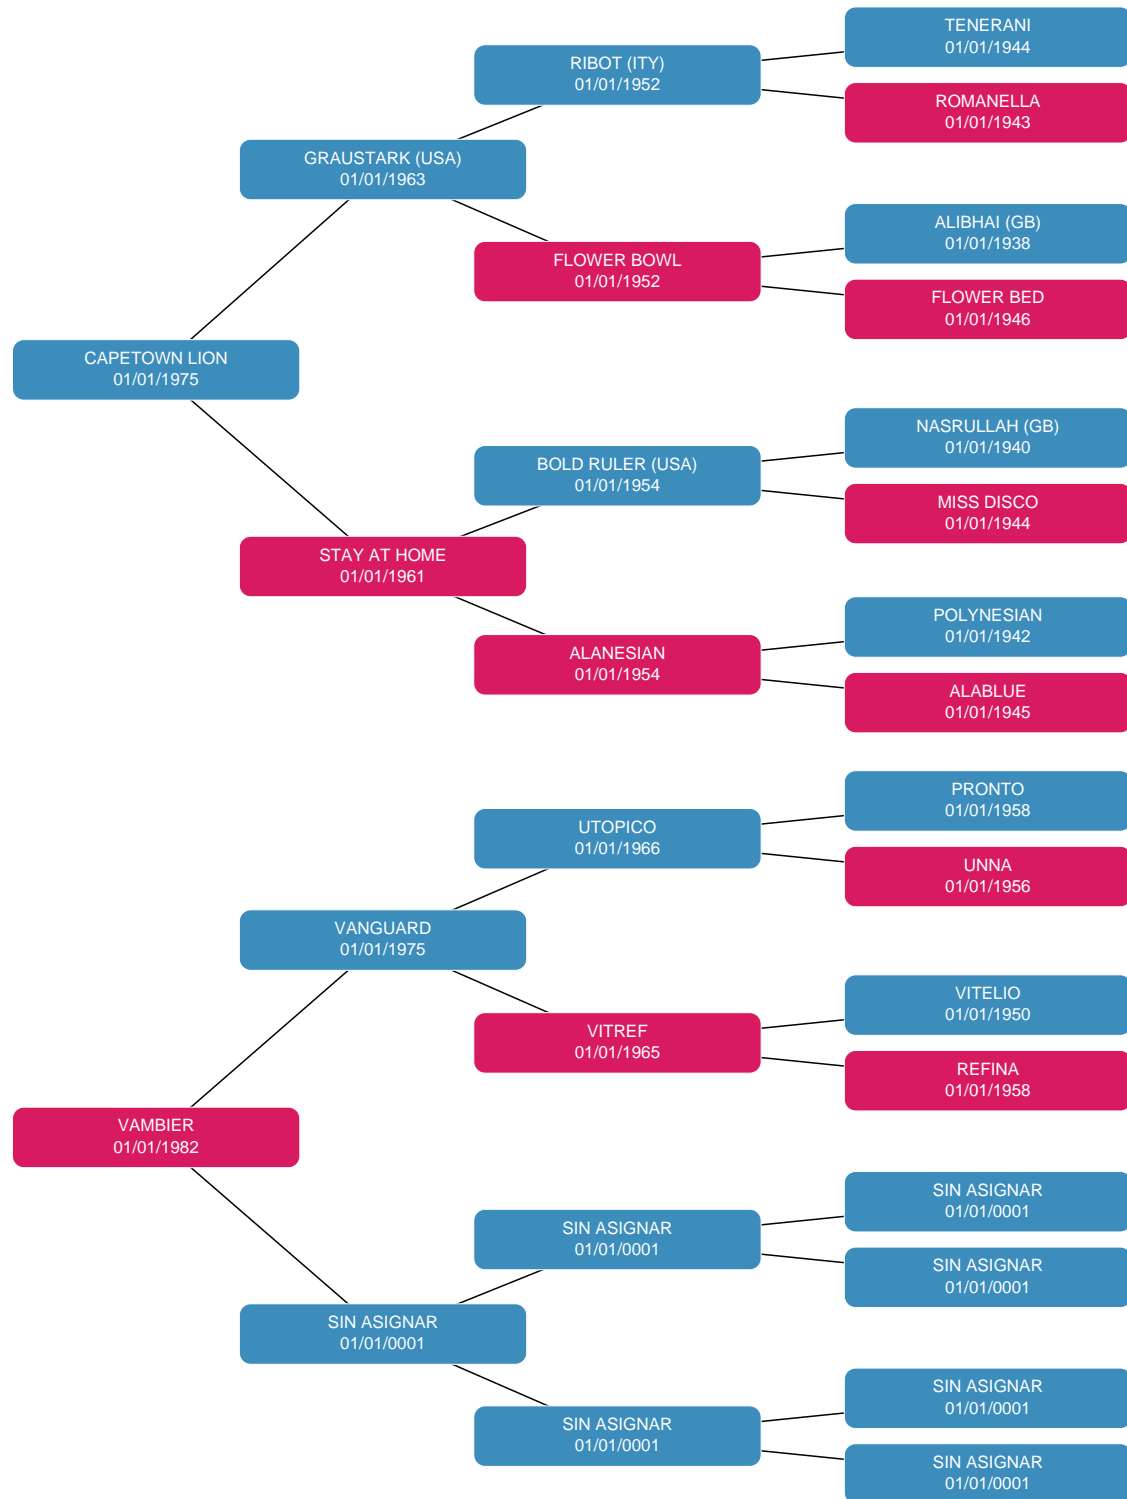 TENERANI
01/01/1944
RIBOT (ITY)
01/01/1952
ROMANELLA
01/01/1943
GRAUSTARK (USA)
01/01/1963
ALIBHAI (GB)
01/01/1938
FLOWER BOWL
01/01/1952
FLOWER BED
01/01/1946
CAPETOWN LION
01/01/1975
NASRULLAH (GB)
01/01/1940
BOLD RULER (USA)
01/01/1954
MISS DISCO
01/01/1944
STAY AT HOME
01/01/1961
POLYNESIAN
01/01/1942
ALANESIAN
01/01/1954
ALABLUE
01/01/1945
PRONTO
01/01/1958
UTOPICO
01/01/1966
UNNA
01/01/1956
VANGUARD
01/01/1975
VITELIO
01/01/1950
VITREF
01/01/1965
REFINA
01/01/1958
VAMBIER
01/01/1982
SIN ASIGNAR
01/01/0001
SIN ASIGNAR
01/01/0001
SIN ASIGNAR
01/01/0001
SIN ASIGNAR
01/01/0001
SIN ASIGNAR
01/01/0001
SIN ASIGNAR
01/01/0001
SIN ASIGNAR
01/01/0001